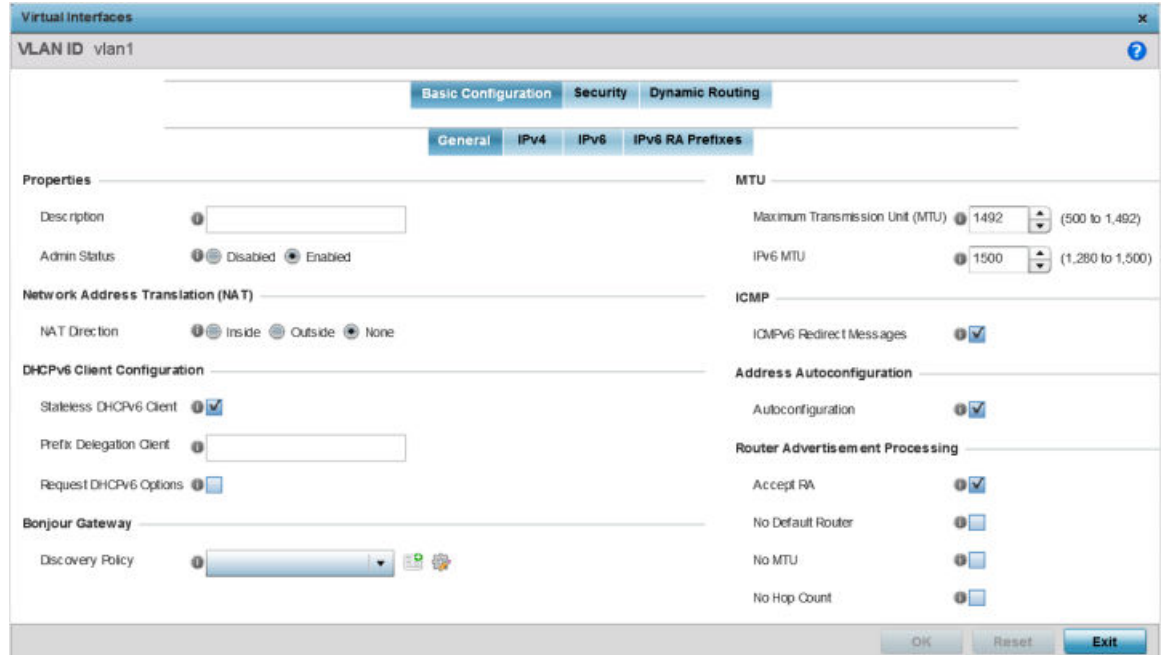 Virtual Interfaces
VLAN ID vlan1
Basic Configuration Security Dynamic Routing
General IPv4 IPv6 IPv6 RA Prefixes
Properties
Description
Admin Status Disabled Enabled
Network Address Translation (NAT)
NAT Direction Inside Outside None
DHCPv6 Client Configuration
Stateless DHCPv6 Client
Prefix Delegation Client
Request DHCPv6 Options
Bonjour Gateway
Discovery Policy
MTU
Maximum Transmission Unit (MTU) 1492 (500 to 1,492)
IPv6 MTU 1500 (1,280 to 1,500)
ICMP
ICMPv6 Redirect Messages
Address Autoconfiguration
Autoconfiguration
Router Advertisement Processing
Accept RA
No Default Router
No MTU
No Hop Count
OK Reset Exit